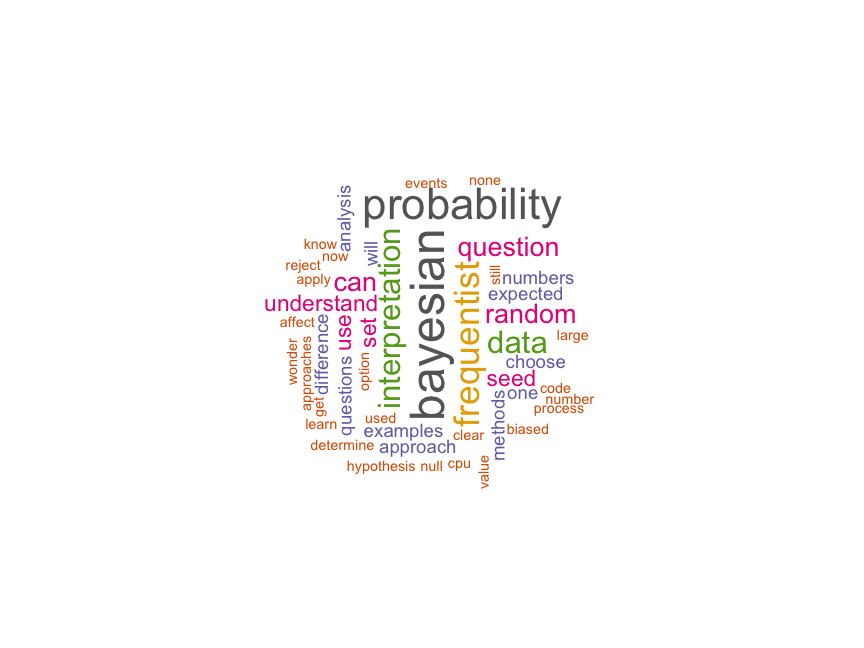 events
none
probability
analysis
know
now
will
question
reject
still
numbers
apply
can
interpretation
bayesian
frequentist
expected
understand
random
affect
set
use
difference
large
data
wonder
approaches
option
choose
seed
get
questions
one
code
number
methods
process
learn
used
examples
clear
biased
determine
approach
hypothesis
null
cpu
value